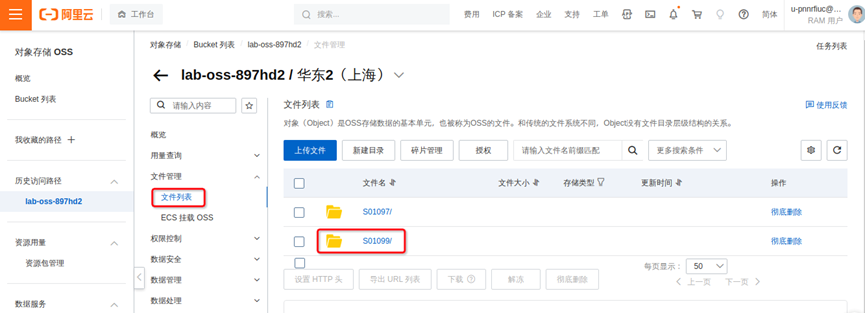 阿里云
工作台
搜索...
费用
ICP 备案
企业
支持
工单
简体
u-pnnrfiuc@...
RAM 用户
对象存储 OSS
概览
Bucket 列表
我收藏的路径
历史访问路径
lab-oss-897hd2
资源用量
资源包管理
数据服务
对象存储 / Bucket 列表 / lab-oss-897hd2 / 文件管理
任务列表
lab-oss-897hd2 / 华东2（上海）
请输入内容
概览
用量查询
文件管理
文件列表
ECS 挂载 OSS
权限控制
数据安全
数据管理
数据处理
文件列表
使用反馈
对象（Object）是OSS存储数据的基本单元，也被称为OSS的文件。和传统的文件系统不同，Object没有文件目录层级结构的关系。
上传文件
新建目录
碎片管理
授权
请输入文件名前缀匹配
更多搜索条件
文件名
文件大小
存储类型
更新时间
操作
S01097/
彻底删除
S01099/
彻底删除
设置 HTTP 头
导出 URL 列表
下载
解冻
彻底删除
每页显示：
50
上一页
下一页